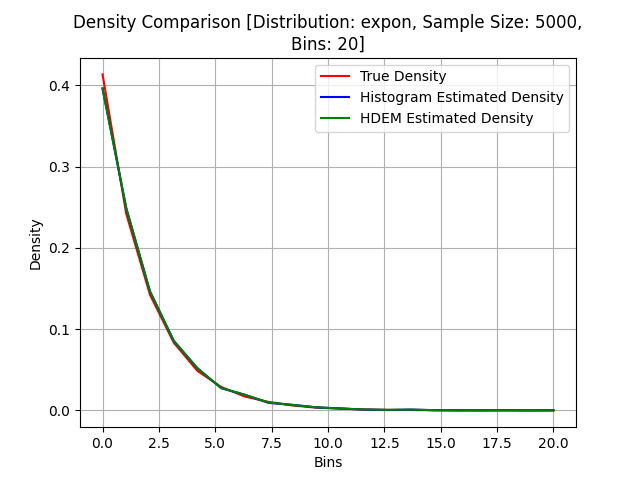 Density Comparison [Distribution: expon, Sample Size: 5000,
Bins: 20]
True Density
Histogram Estimated Density
HDEM Estimated Density
Density
0.4
0.3
0.2
0.1
0.0
0.0 2.5 5.0 7.5 10.0 12.5 15.0 17.5 20.0
Bins